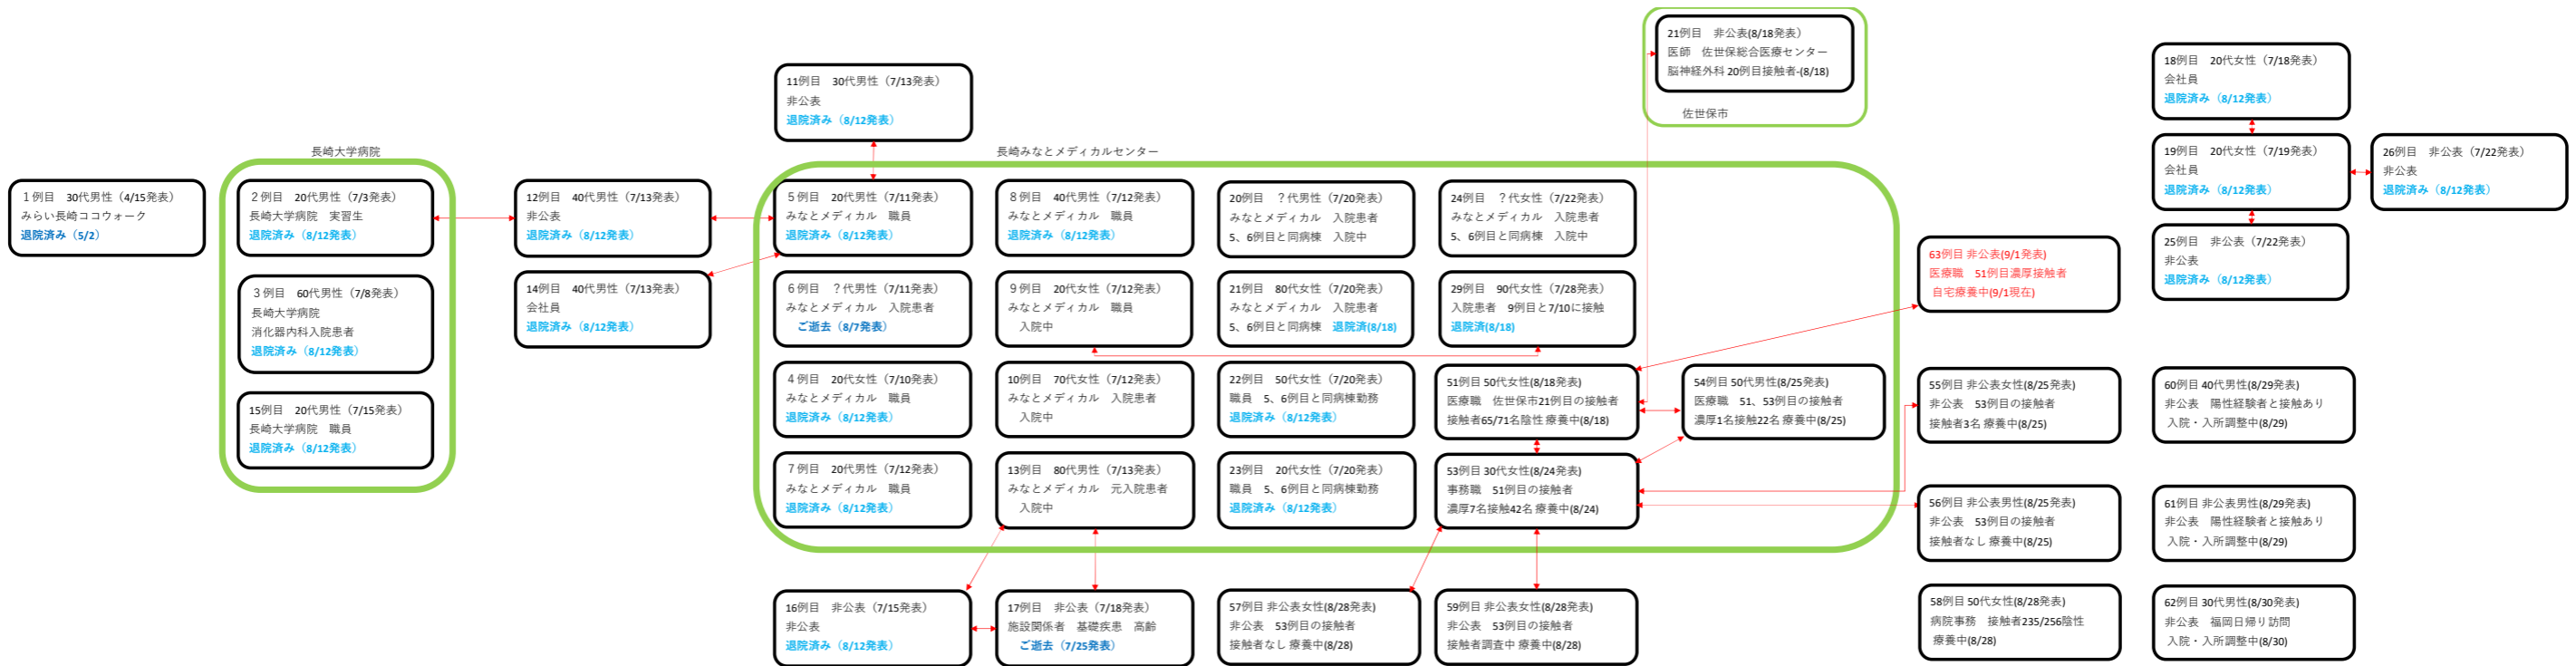 21例目　非公表(8/18発表)
医師　佐世保総合医療センター
脳神経外科 20例目接触者-(8/18)
佐世保市
18例目　20代女性（7/18発表）
会社員
退院済み（8/12発表）
11例目　30代男性（7/13発表）
非公表
退院済み（8/12発表）
長崎大学病院
長崎みなとメディカルセンター
19例目　20代女性（7/19発表）
会社員
退院済み（8/12発表）
26例目　非公表（7/22発表）
非公表
退院済み（8/12発表）
１例目　30代男性（4/15発表）
みらい長崎ココウォーク
退院済み（5/2）
２例目　20代男性（7/3発表）
長崎大学病院　実習生
退院済み（8/12発表）
12例目　40代男性（7/13発表）
非公表
退院済み（8/12発表）
５例目　20代男性（7/11発表）
みなとメディカル　職員
退院済み（8/12発表）
８例目　40代男性（7/12発表）
みなとメディカル　職員
退院済み（8/12発表）
20例目　？代男性（7/20発表）
みなとメディカル　入院患者
5、6例目と同病棟　入院中
24例目　？代女性（7/22発表）
みなとメディカル　入院患者
5、6例目と同病棟　入院中
25例目　非公表（7/22発表）
非公表
退院済み（8/12発表）
63例目 非公表(9/1発表)
医療職　51例目濃厚接触者
自宅療養中(9/1現在)
３例目　60代男性（7/8発表）
長崎大学病院
消化器内科入院患者
退院済み（8/12発表）
14例目　40代男性（7/13発表）
会社員
退院済み（8/12発表）
６例目　？代男性（7/11発表）
みなとメディカル　入院患者
ご逝去（8/7発表）
９例目　20代女性（7/12発表）
みなとメディカル　職員
入院中
21例目　80代女性（7/20発表）
みなとメディカル　入院患者
5、6例目と同病棟　退院済(8/18)
29例目　90代女性（7/28発表）
入院患者　9例目と7/10に接触
退院済(8/18)
15例目　20代男性（7/15発表）
長崎大学病院　職員
退院済み（8/12発表）
４例目　20代女性（7/10発表）
みなとメディカル　職員
退院済み（8/12発表）
10例目　70代女性（7/12発表）
みなとメディカル　入院患者
入院中
22例目　50代女性（7/20発表）
職員　5、6例目と同病棟勤務
退院済み（8/12発表）
51例目 50代女性(8/18発表)
医療職　佐世保市21例目の接触者
接触者65/71名陰性 療養中(8/18)
54例目 50代男性(8/25発表)
医療職　51、53例目の接触者
濃厚1名接触22名 療養中(8/25)
55例目 非公表女性(8/25発表)
非公表　53例目の接触者
接触者3名 療養中(8/25)
60例目 40代男性(8/29発表)
非公表　陽性経験者と接触あり
入院・入所調整中(8/29)
７例目　20代男性（7/12発表）
みなとメディカル　職員
退院済み（8/12発表）
13例目　80代男性（7/13発表）
みなとメディカル　元入院患者
入院中
23例目　20代女性（7/20発表）
職員　5、6例目と同病棟勤務
退院済み（8/12発表）
53例目 30代女性(8/24発表)
事務職　51例目の接触者
濃厚7名接触42名 療養中(8/24)
56例目 非公表男性(8/25発表)
非公表　53例目の接触者
接触者なし 療養中(8/25)
61例目 非公表男性(8/29発表)
非公表　陽性経験者と接触あり
入院・入所調整中(8/29)
16例目　非公表（7/15発表）
非公表
退院済み（8/12発表）
17例目　非公表（7/18発表）
施設関係者　基礎疾患　高齢
ご逝去（7/25発表）
57例目 非公表女性(8/28発表)
非公表　53例目の接触者
接触者なし 療養中(8/28)
59例目 非公表女性(8/28発表)
非公表　53例目の接触者
接触者調査中 療養中(8/28)
58例目 50代女性(8/28発表)
病院事務　接触者235/256陰性
療養中(8/28)
62例目 30代男性(8/30発表)
非公表　福岡日帰り訪問
入院・入所調整中(8/30)